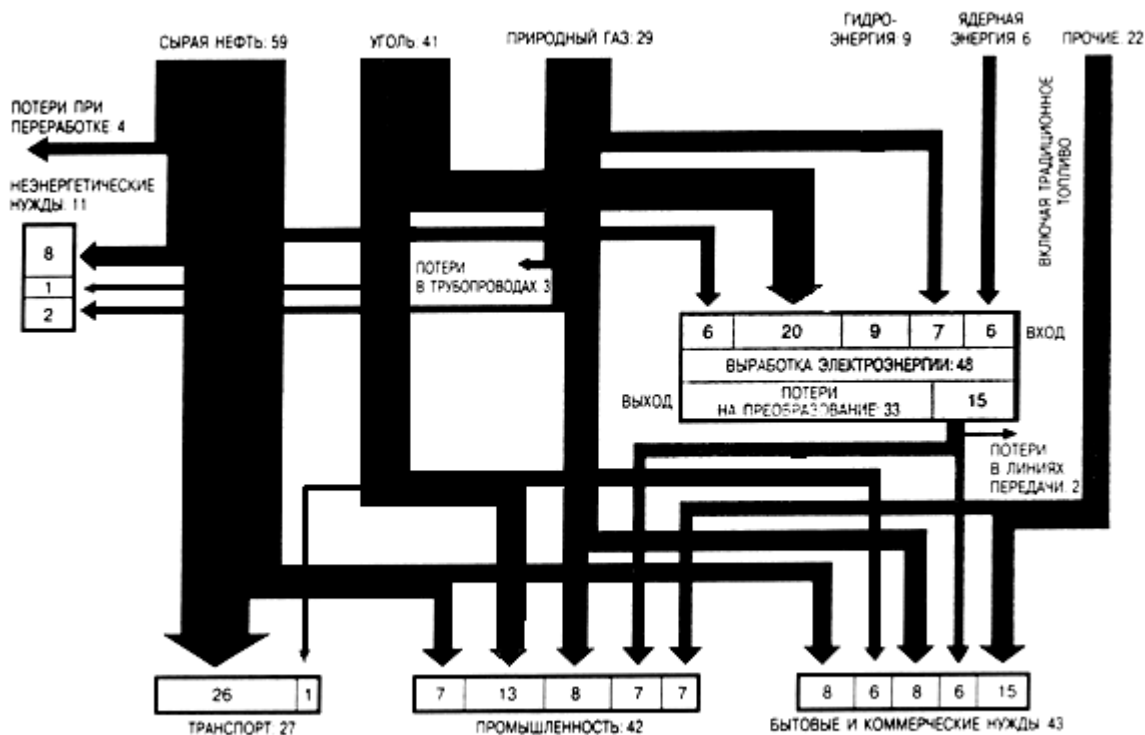 СЫРАЯ НЕФТЬ: 59
УГОЛЬ: 41
ПРИРОДНЫЙ ГАЗ: 29
ГИДРО-
ЭНЕРГИЯ: 9
ЯДЕРНАЯ
ЭНЕРГИЯ 6
ПРОЧИЕ: 22
ВКЛЮЧАЯ ТРАДИЦИОННОЕ
ТОПЛИВО
ПОТЕРИ ПРИ
ПЕРЕРАБОТКЕ 4
НЕЭНЕРГЕТИЧЕСКИЕ
НУЖДЫ: 11
8
1
2
ПОТЕРИ
В ТРУБОПРОВОДАХ: 3
6 20 9 7 6 ВХОД
ВЫРАБОТКА ЭЛЕКТРОЭНЕРГИИ: 48
ВЫХОД
ПОТЕРИ
НА ПРЕОБРАЗОВАНИЕ: 33
15
ПОТЕРИ
В ЛИНИЯХ
ПЕРЕДАЧИ: 2
26 1
ТРАНСПОРТ: 27
7 13 8 7 7
ПРОМЫШЛЕННОСТЬ: 42
8 6 8 6 15
БЫТОВЫЕ И КОММЕРЧЕСКИЕ НУЖДЫ 43